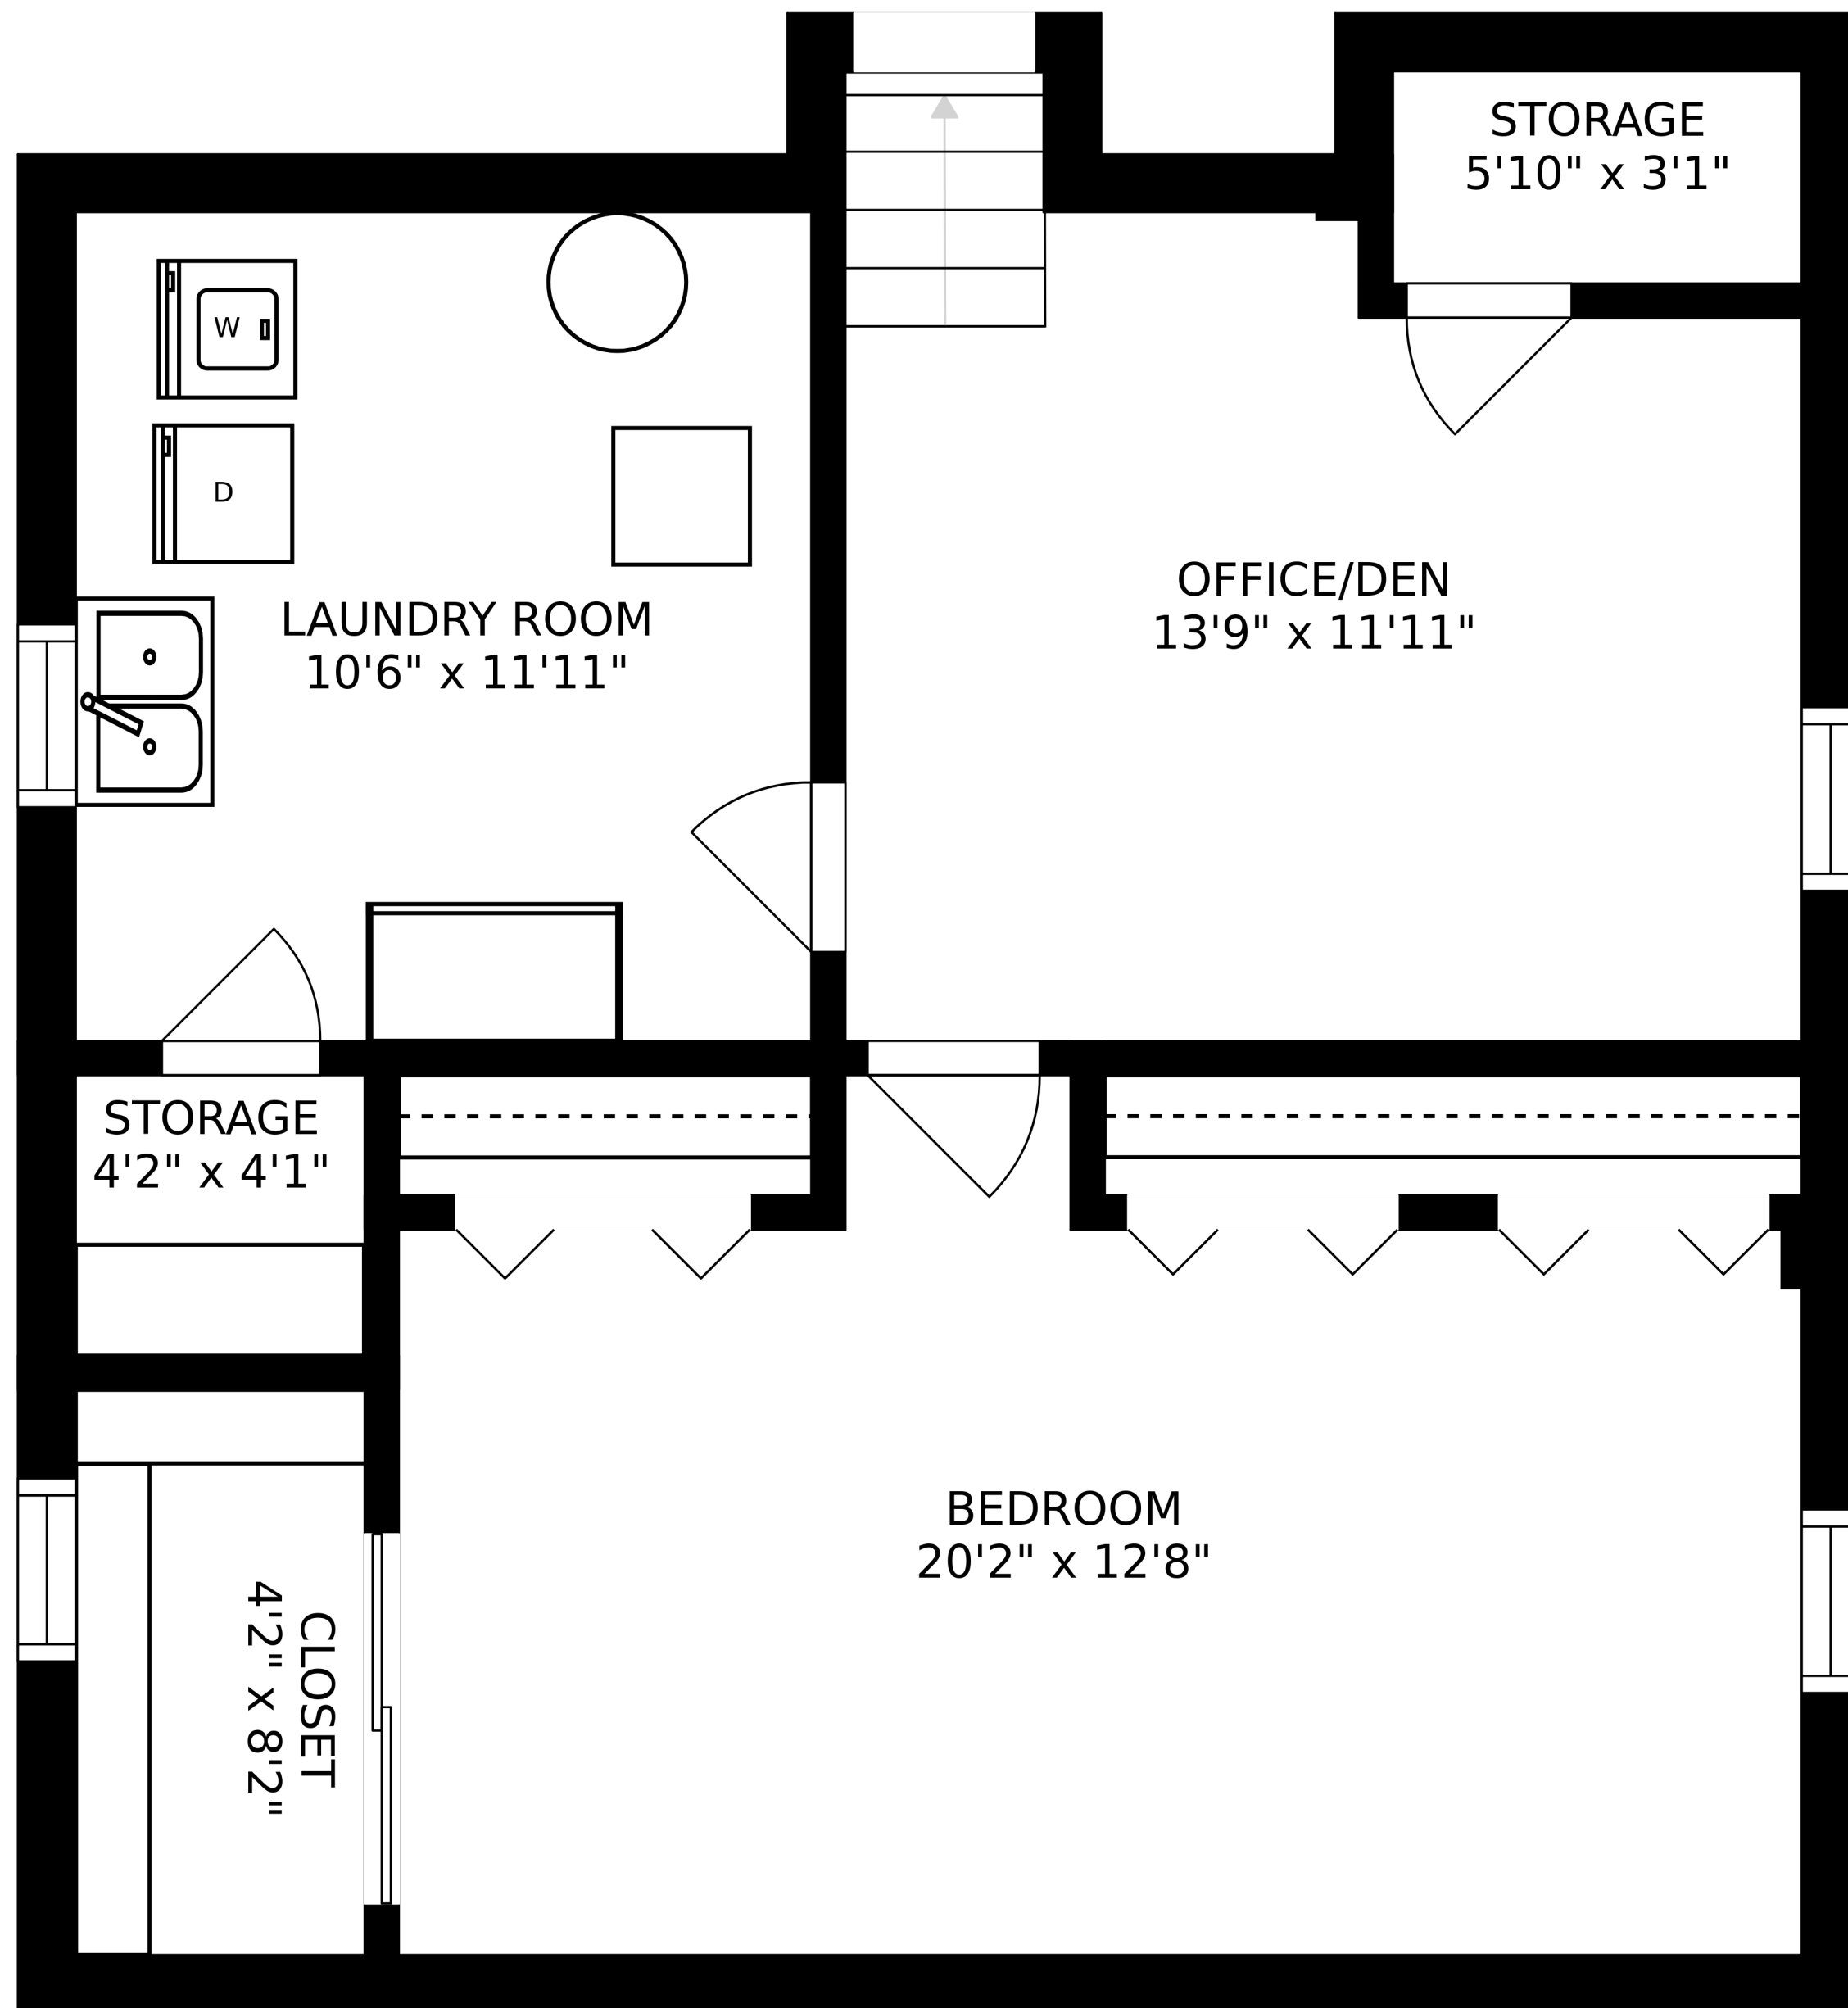 STORAGE
5'10" x 3'1"
W
D
OFFICE/DEN
13'9" x 11'11"
LAUNDRY ROOM
10'6" x 11'11"
STORAGE
4'2" x 4'1"
BEDROOM
20'2" x 12'8"
CLOSET
4'2" x 8'2"